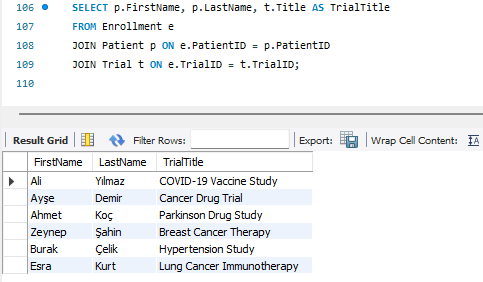 106 SELECT p.FirstName, p.LastName, t.Title AS TrialTitle
107 FROM Enrollment e
108 JOIN Patient p ON e.PatientID = p.PatientID
109 JOIN Trial t ON e.TrialID = t.TrialID;
110
Result Grid Filter Rows: Export: Wrap Cell Content: IA
FirstName LastName TrialTitle
Ali Yılmaz COVID-19 Vaccine Study
Ayşe Demir Cancer Drug Trial
Ahmet Koç Parkinson Drug Study
Zeynep Şahin Breast Cancer Therapy
Burak Çelik Hypertension Study
Esra Kurt Lung Cancer Immunotherapy